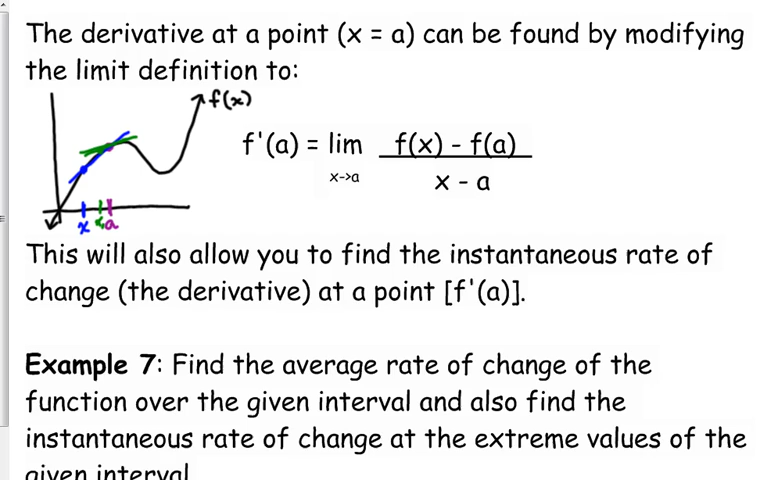 The derivative at a point (x = a) can be found by modifying
the limit definition to:
f(x)
f'(a) = lim f(x) - f(a)
x->a x - a
x a
This will also allow you to find the instantaneous rate of
change (the derivative) at a point [f'(a)].
Example 7: Find the average rate of change of the
function over the given interval and also find the
instantaneous rate of change at the extreme values of the
given interval